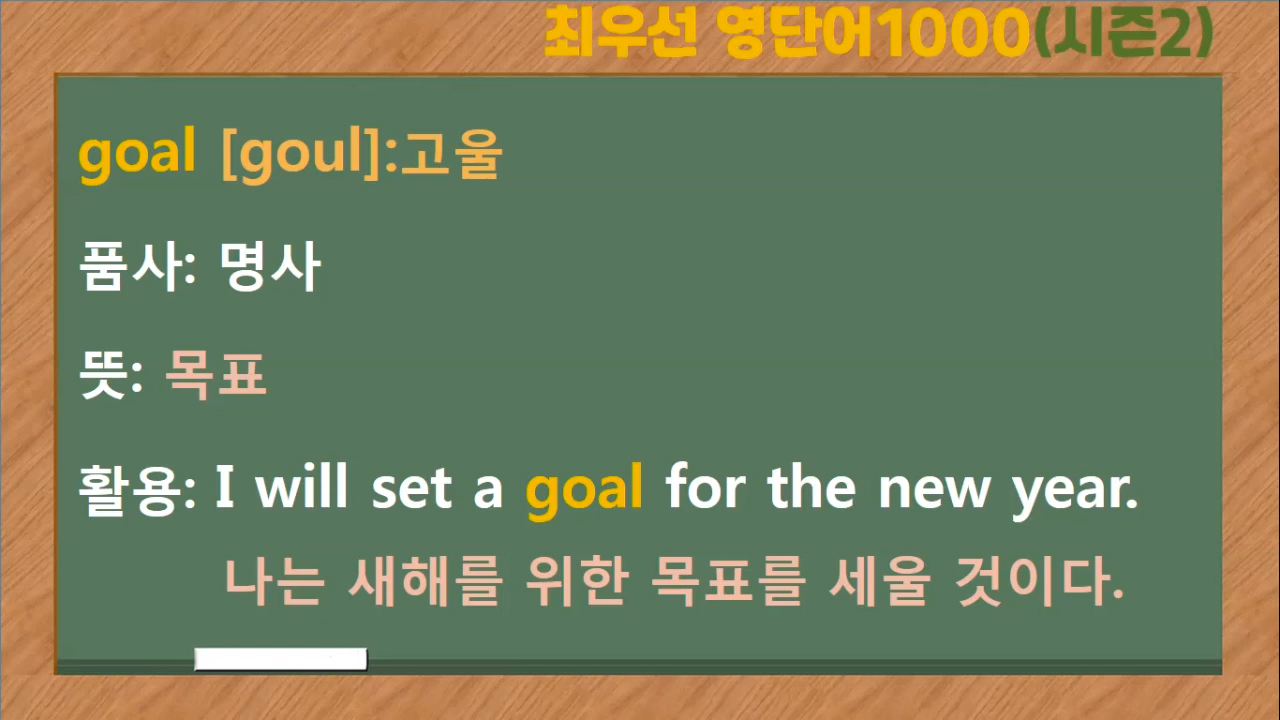 최우선 영단어1000(시즌2)
goal [goul]:고울
품사: 명사
뜻: 목표
활용: I will set a goal for the new year.
나는 새해를 위한 목표를 세울 것이다.